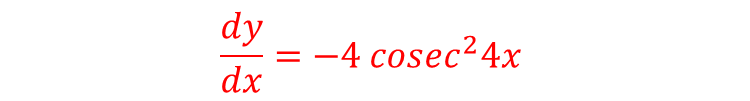 dy/dx = −4 cosec²4x